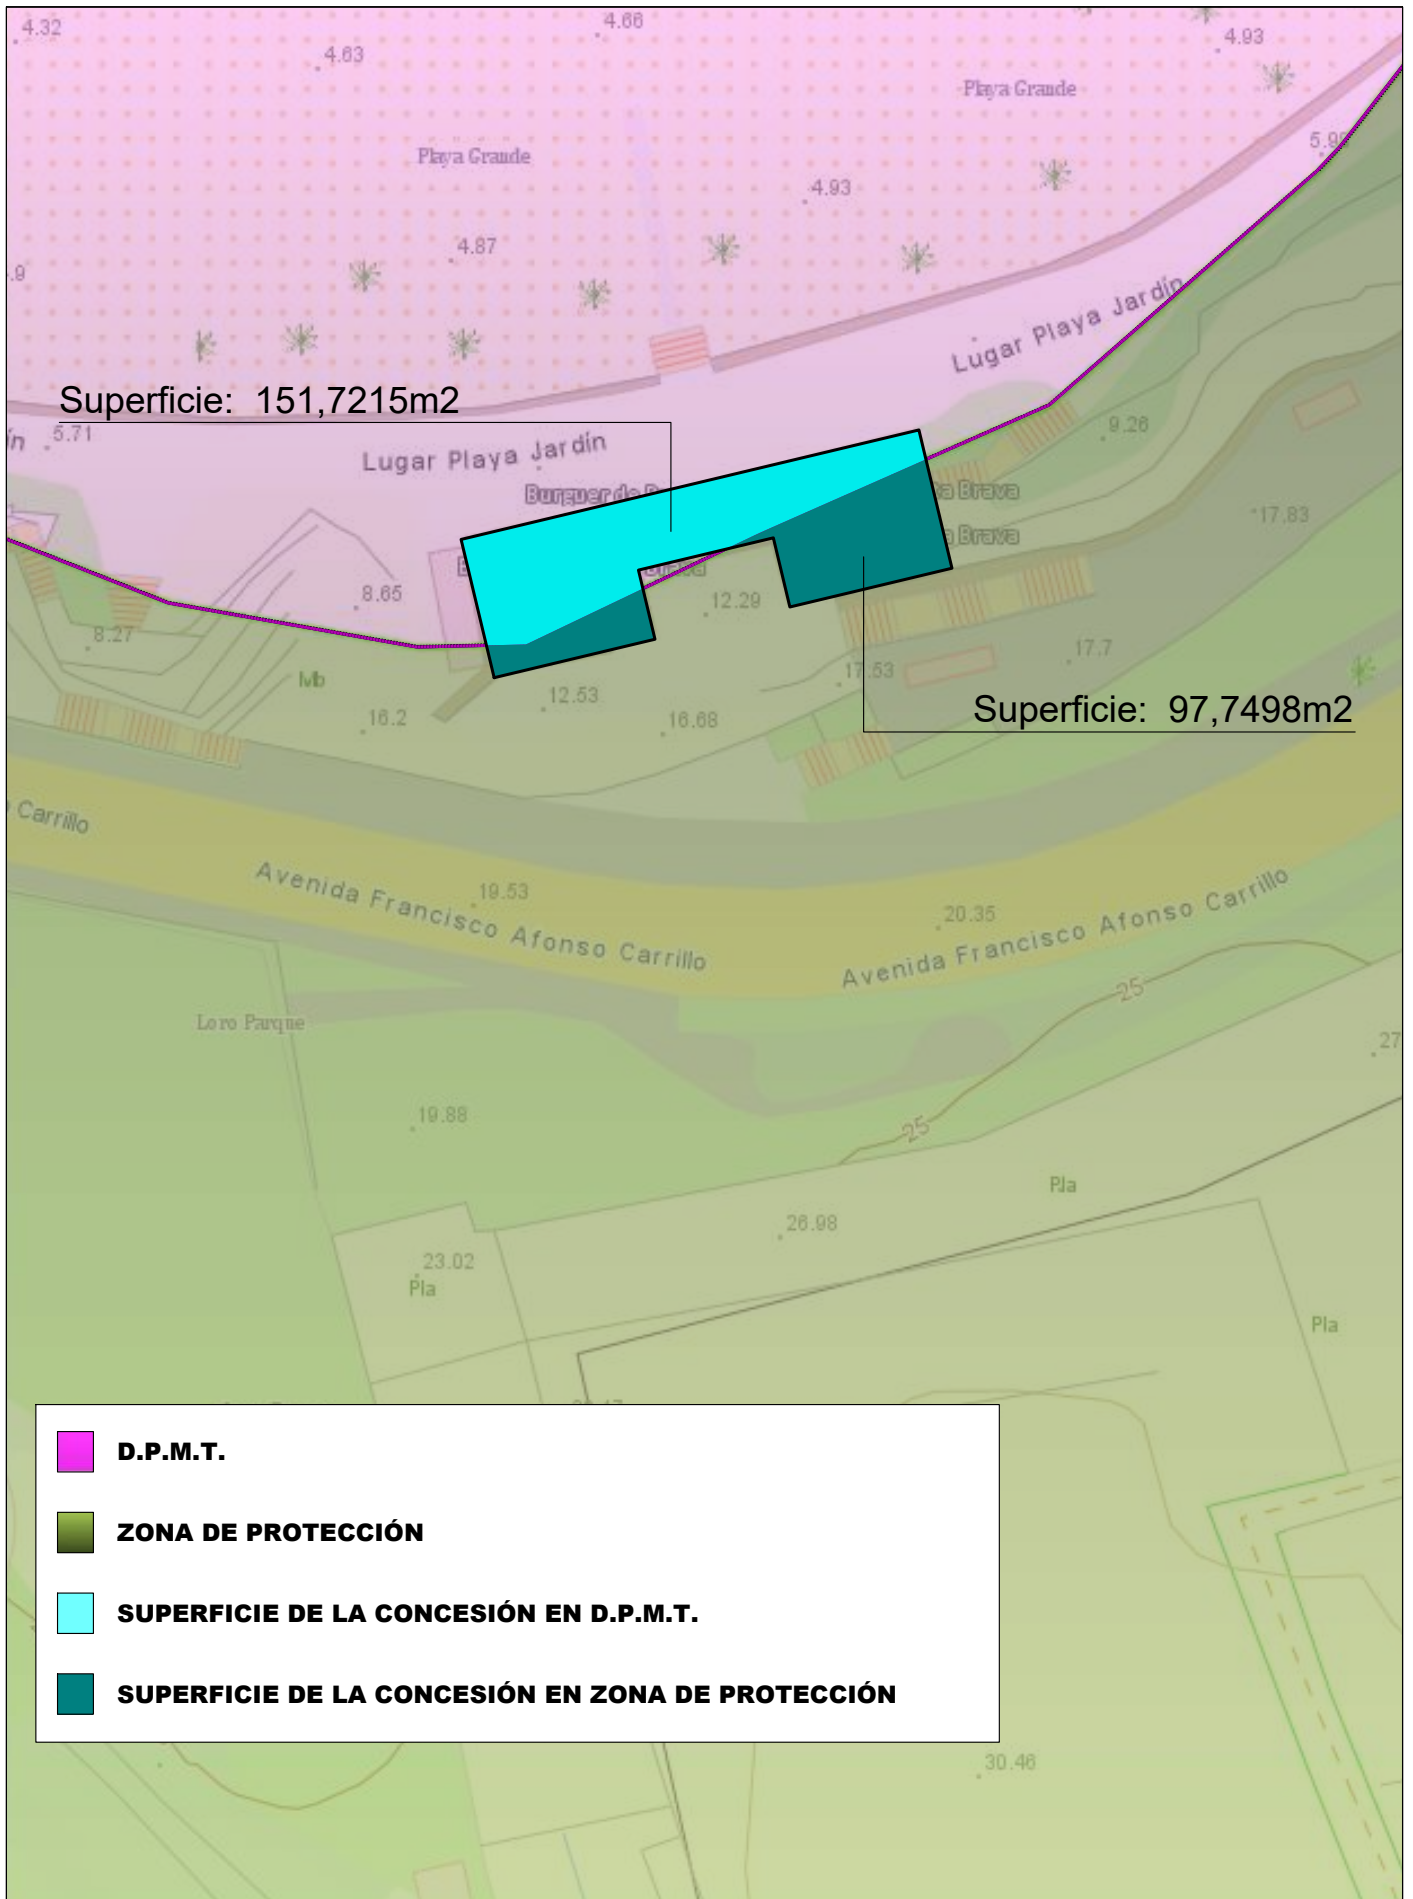 4.32
4.66
4.63
4.93
Playa Grande
Playa Grande
5.98
4.93
4.87
.9
Lugar Playa Jardín
Superficie: 151,7215m2
ín
5.71
9.26
Lugar Playa Jardín
Burguer de
a Brava
17.83
a Brava
8.65
12.29
8.27
17.7
17.53
Mb
12.53
16.2
16.68
Superficie: 97,7498m2
Carrillo
19.53
Avenida Francisco Afonso Carrillo
20.35
Avenida Francisco Afonso Carrillo
25
Loro Parque
27
19.88
25
Pla
26.98
23.02
Pla
Pla
D.P.M.T.
ZONA DE PROTECCIÓN
SUPERFICIE DE LA CONCESIÓN EN D.P.M.T.
SUPERFICIE DE LA CONCESIÓN EN ZONA DE PROTECCIÓN
30.46